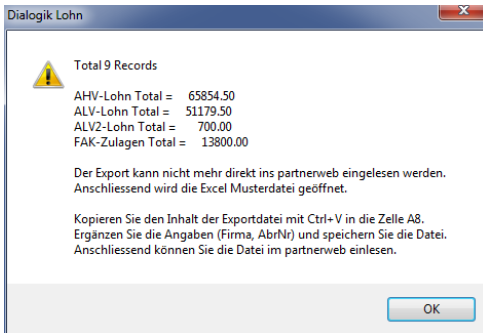 Dialogik Lohn
Total 9 Records
AHV-Lohn Total = 65854.50
ALV-Lohn Total = 51179.50
ALV2-Lohn Total = 700.00
FAK-Zulagen Total = 13800.00
Der Export kann nicht mehr direkt ins partnerweb eingelesen werden.
Anschliessend wird die Excel Musterdatei geöffnet.
Kopieren Sie den Inhalt der Exportdatei mit Ctrl+V in die Zelle A8.
Ergänzen Sie die Angaben (Firma, AbrNr) und speichern Sie die Datei.
Anschliessend können Sie die Datei im partnerweb einlesen.
OK